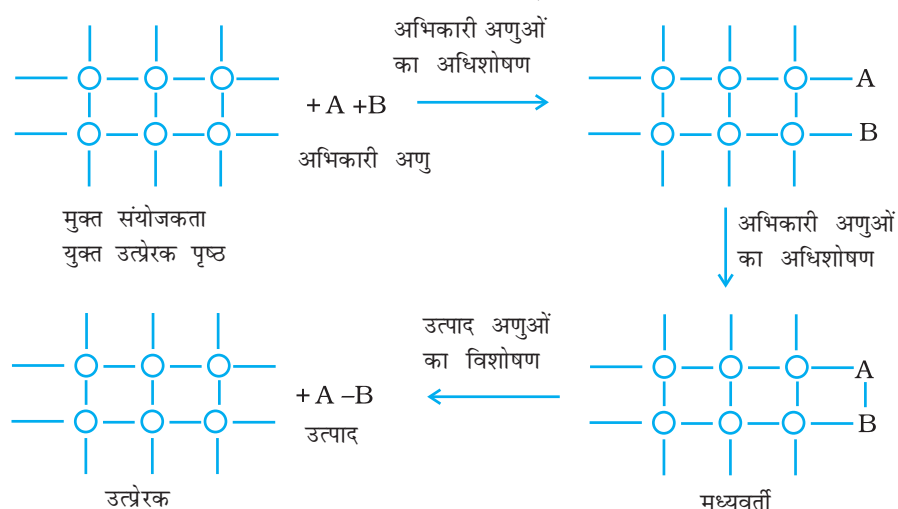 अभिकारी अणुओं
का अधिशोषण
A
+ A +B
B
अभिकारी अणु
मुक्त संयोजकता
युक्त उत्प्रेरक पृष्ठ
अभिकारी अणुओं
का अधिशोषण
उत्पाद अणुओं
का विशोषण
A
+ A –B
B
उत्पाद
उत्प्रेरक
मध्यवर्ती